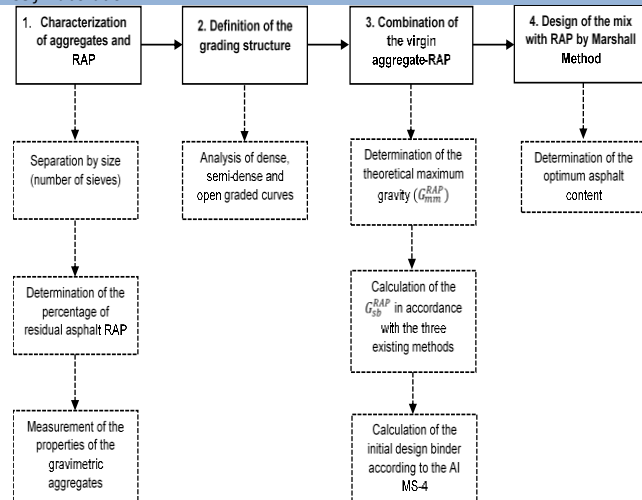 1. Characterization
of aggregates and
RAP
2. Definition of the
grading structure
3. Combination of
the virgin
aggregate-RAP
4. Design of the mix
with RAP by Marshall
Method
Separation by size
(number of sieves)
Analysis of dense,
semi-dense and
open graded curves
Determination of the
theoretical maximum
gravity (G_{mm}^{RAP})
Determination of the
optimum asphalt
content
Determination of the
percentage of
residual asphalt RAP
Calculation of the
G_{sb}^{RAP} in accordance
with the three
existing methods
Measurement of the
properties of the
gravimetric
aggregates
Calculation of the
initial design binder
according to the AI
MS-4